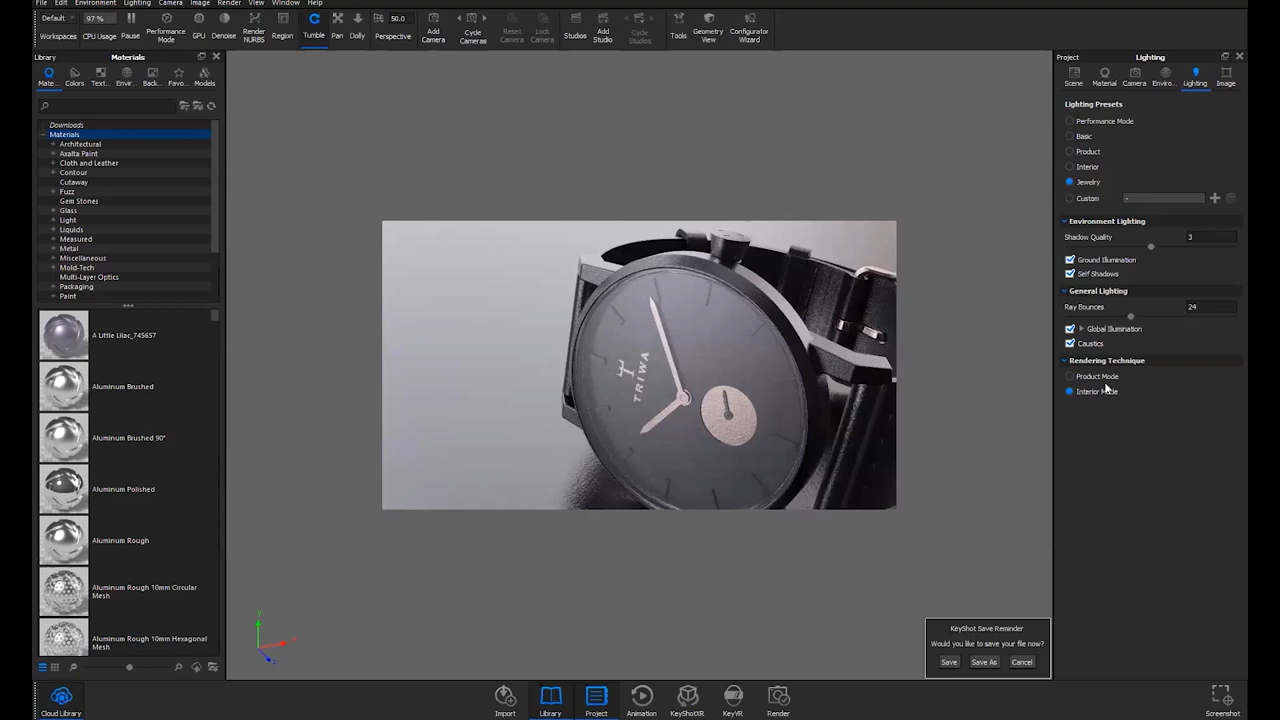 File Edit Environment Lighting Camera Image Render View Window Help
Default 97 % 50.0
Workspaces CPU Usage Pause Performance Mode GPU Denoise Render NURBS Region Tumble Pan Dolly Perspective Add Camera Cycle Cameras Reset Camera Lock Camera Studios Add Studio Cycle Studios Tools Geometry View Configurator Wizard
Library Materials
Mate... Colors Text... Envir... Back... Favo... Models
Downloads
Materials
Architectural
Axalta Paint
Cloth and Leather
Contour
Cutaway
Fuzz
Gem Stones
Glass
Light
Liquids
Measured
Metal
Miscellaneous
Mold-Tech
Multi-Layer Optics
Packaging
Paint
A Little Lilac_745657
Aluminum Brushed
Aluminum Brushed 90°
Aluminum Polished
Aluminum Rough
Aluminum Rough 10mm Circular
Mesh
Aluminum Rough 10mm Hexagonal
Mesh
TRIWA
y
z
Project Lighting
Scene Material Camera Enviro... Lighting Image
Lighting Presets
Performance Mode
Basic
Product
Interior
Jewelry
Custom -
Environment Lighting
Shadow Quality 3
Ground Illumination
Self Shadows
General Lighting
Ray Bounces 24
Global Illumination
Caustics
Rendering Technique
Product Mode
Interior Mode
KeyShot Save Reminder
Would you like to save your file now?
Save Save As Cancel
Cloud Library Import Library Project Animation KeyShotXR KeyVR Render Screenshot